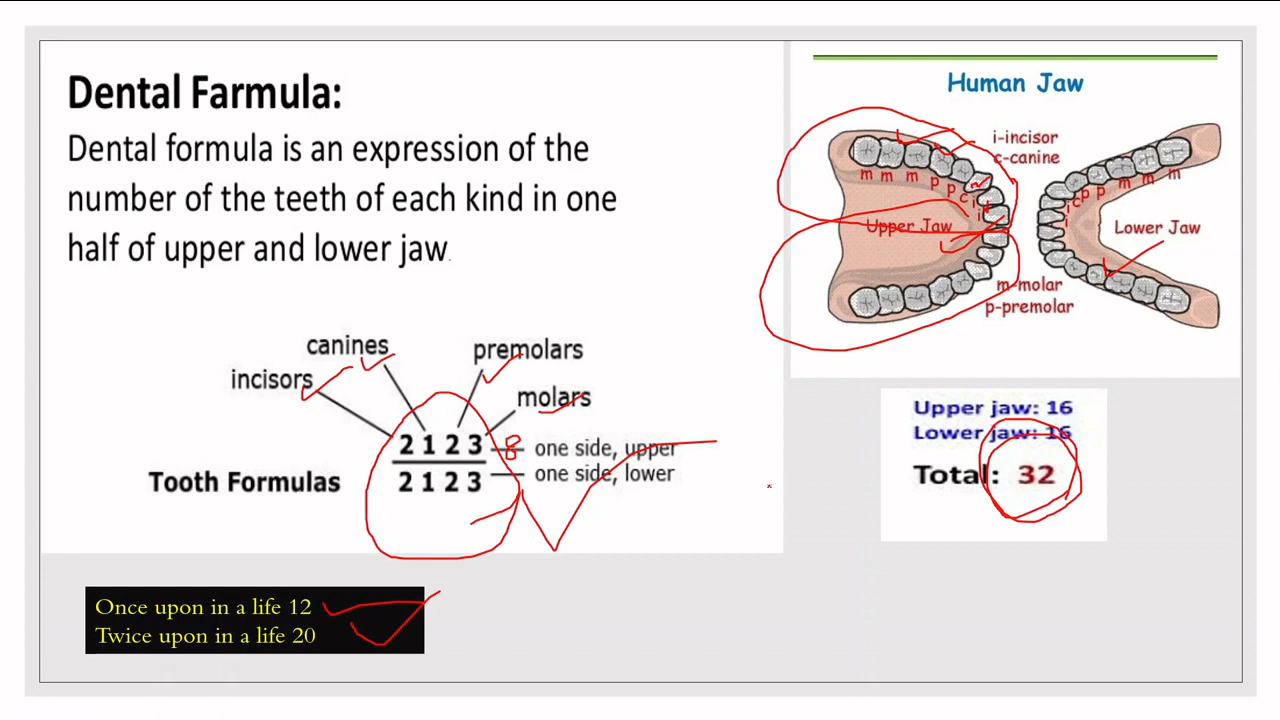 Dental Farmula:
Dental formula is an expression of the
number of the teeth of each kind in one
half of upper and lower jaw.
canines
premolars
incisors
molars
2 1 2 3
8
one side, upper
Tooth Formulas
2 1 2 3
one side, lower
Once upon in a life 12
Twice upon in a life 20
Human Jaw
i-incisor
c-canine
m m m p p c i i
Upper Jaw
i i c p p m m m
Lower Jaw
m-molar
p-premolar
Upper jaw: 16
Lower jaw: 16
Total: 32